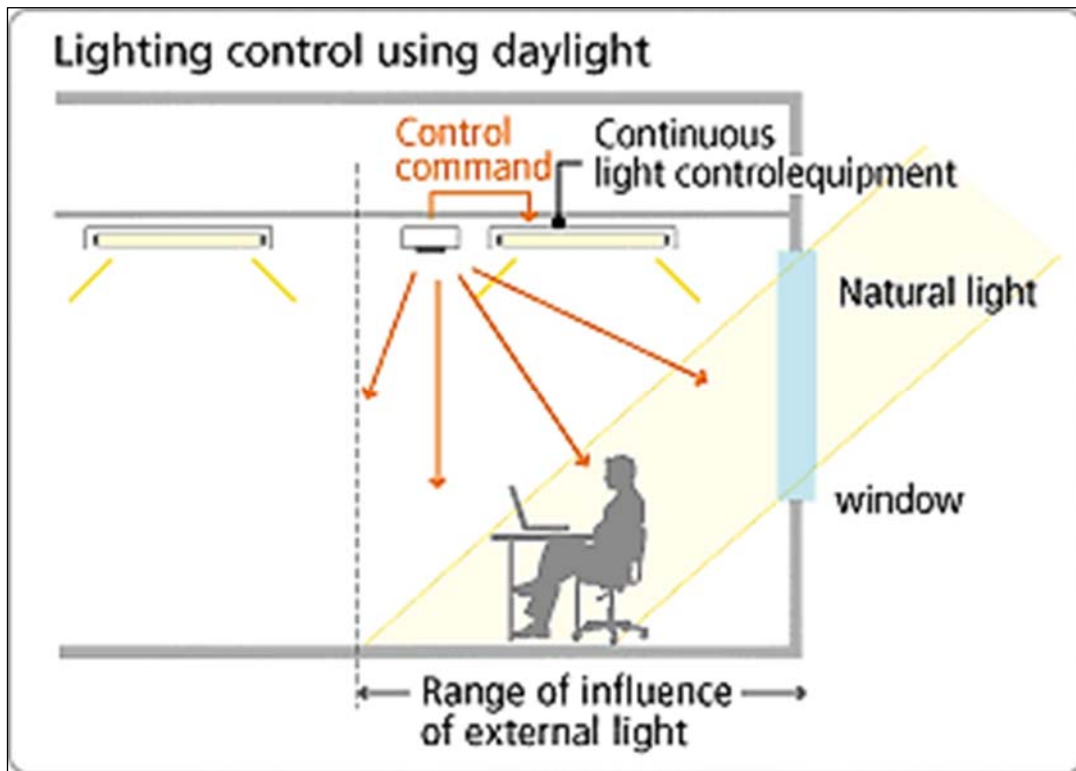 Lighting control using daylight
Control
command
Continuous
light controlequipment
Natural light
window
Range of influence
of external light